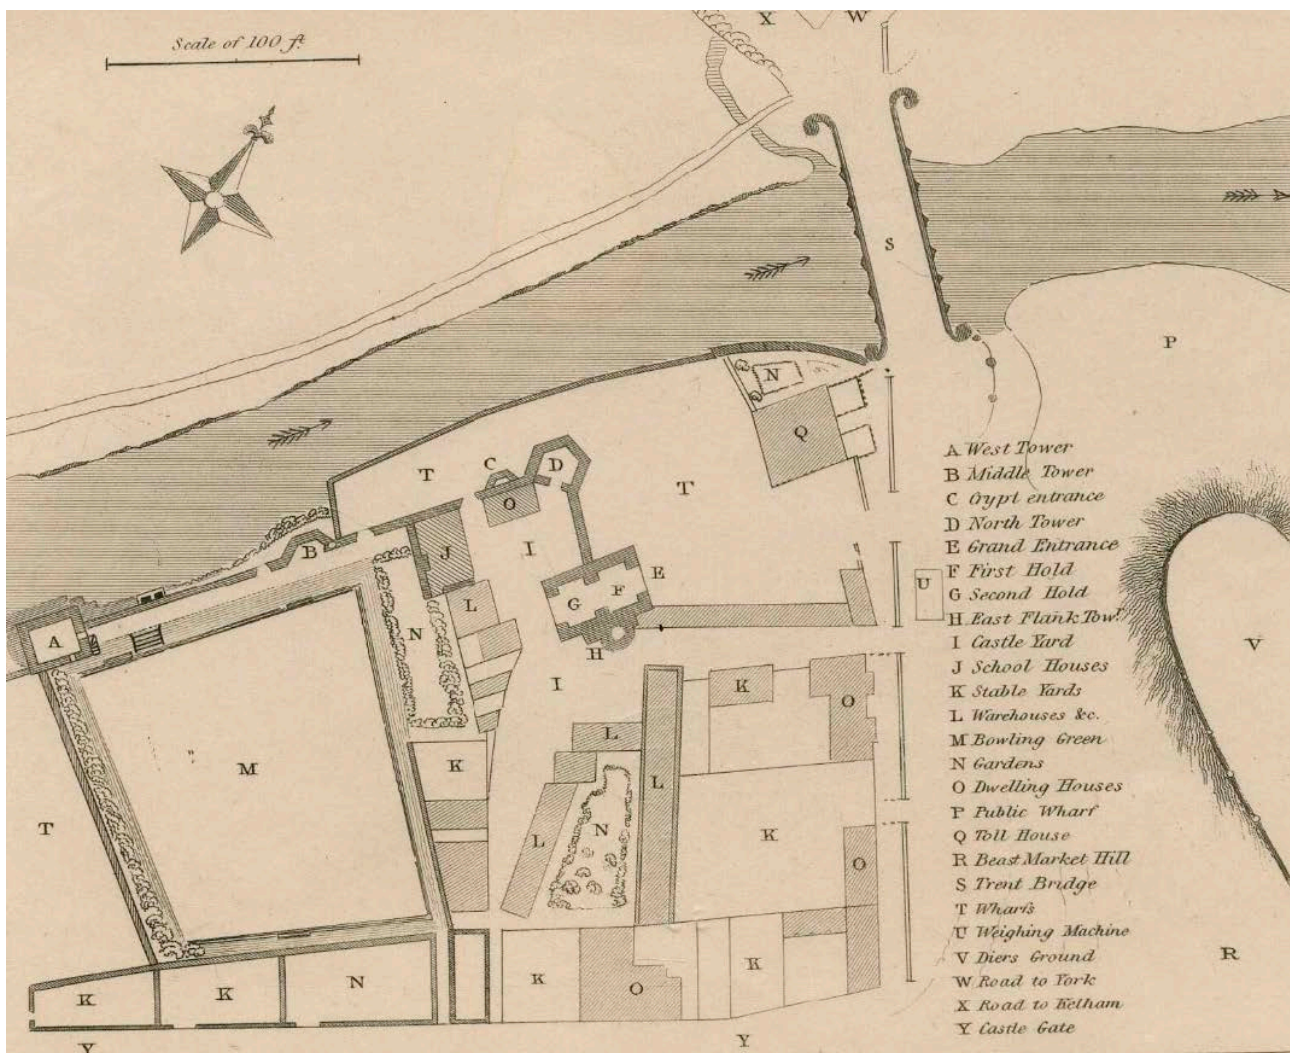 X
W
Scale of 100 ft.
S
P
N
Q
T
C
D
T
O
B
J
I
E
F
G
U
L
A
N
H
V
I
K
O
L
M
K
L
N
T
L
K
O
R
K
K
N
K
O
K
Y
Y
A West Tower
B Middle Tower
C Crypt entrance
D North Tower
E Grand Entrance
F First Hold
G Second Hold
H East Flank Towr.
I Castle Yard
J School Houses
K Stable Yards
L Warehouses &c.
M Bowling Green
N Gardens
O Dwelling Houses
P Public Wharf
Q Toll House
R Beast Market Hill
S Trent Bridge
T Wharfs
U Weighing Machine
V Diers Ground
W Road to York
X Road to Kelham
Y Castle Gate